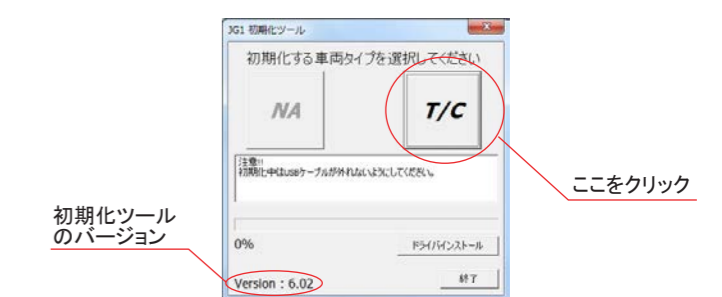 JG1 初期化ツール
初期化する車両タイプを選択してください
NA
T/C
注意!!
初期化中はUSBケーブルが外れないようにしてください。
ここをクリック
初期化ツール
のバージョン
0%
ドライバインストール
Version：6.02
終了